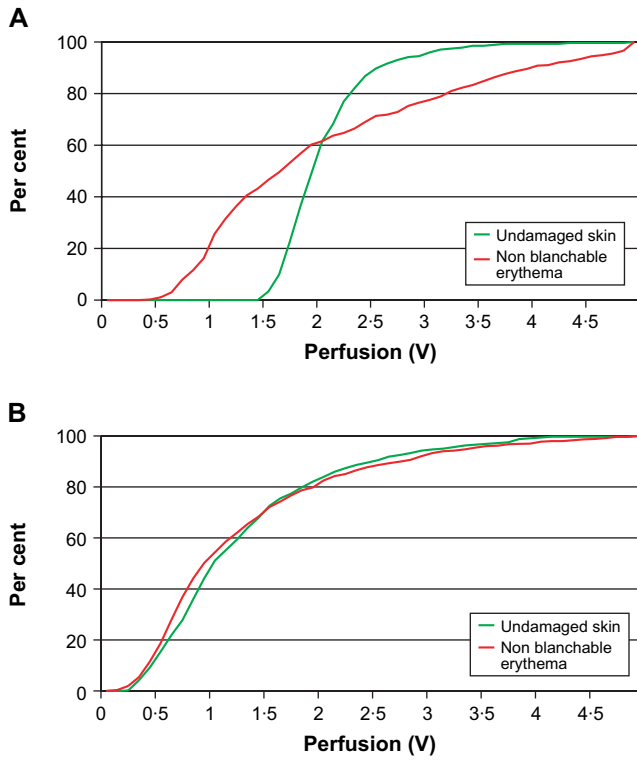 A
100
80
60
40
20
0
Per cent
Undamaged skin
Non blanchable
erythema
0 0·5 1 1·5 2 2·5 3 3·5 4 4·5
Perfusion (V)
B
100
80
60
40
20
0
Per cent
Undamaged skin
Non blanchable
erythema
0 0·5 1 1·5 2 2·5 3 3·5 4 4·5
Perfusion (V)